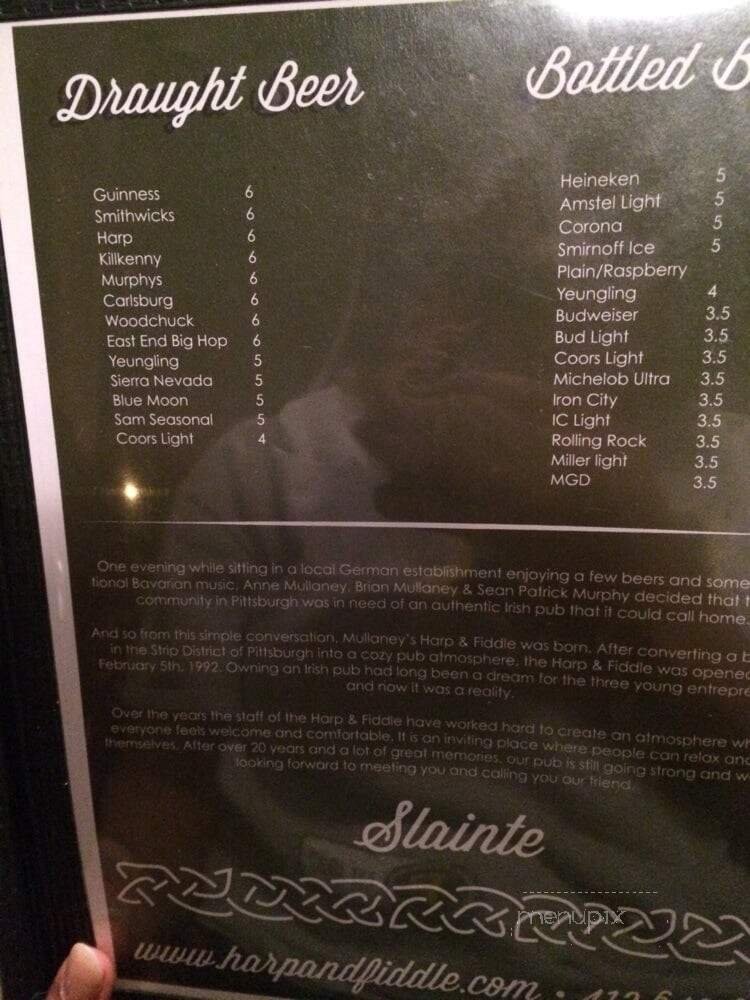 Draught Beer
Guinness 6
Smithwicks 6
Harp 6
Killkenny 6
Murphys 6
Carlsburg 6
Woodchuck 6
East End Big Hop 6
Yeungling 5
Sierra Nevada 5
Blue Moon 5
Sam Seasonal 5
Coors Light 4
Bottled B
Heineken 5
Amstel Light 5
Corona 5
Smirnoff Ice 5
Plain/Raspberry
Yeungling 4
Budweiser 3.5
Bud Light 3.5
Coors Light 3.5
Michelob Ultra 3.5
Iron City 3.5
IC Light 3.5
Rolling Rock 3.5
Miller light 3.5
MGD 3.5
One evening while sitting in a local German establishment enjoying a few beers and some
tional Bavarian music, Anne Mullaney, Brian Mullaney & Sean Patrick Murphy decided that t
community in Pittsburgh was in need of an authentic Irish pub that it could call home.
And so from this simple conversation, Mullaney's Harp & Fiddle was born. After converting a b
in the Strip District of Pittsburgh into a cozy pub atmosphere, the Harp & Fiddle was opened
February 5th, 1992. Owning an Irish pub had long been a dream for the three young entrepre
and now it was a reality.
Over the years the staff of the Harp & Fiddle have worked hard to create an atmosphere wh
everyone feels welcome and comfortable. It is an inviting place where people can relax and
themselves. After over 20 years and a lot of great memories, our pub is still going strong and w
looking forward to meeting you and calling you our friend.
Slainte
menupix
www.harpandfiddle.com · 412 6